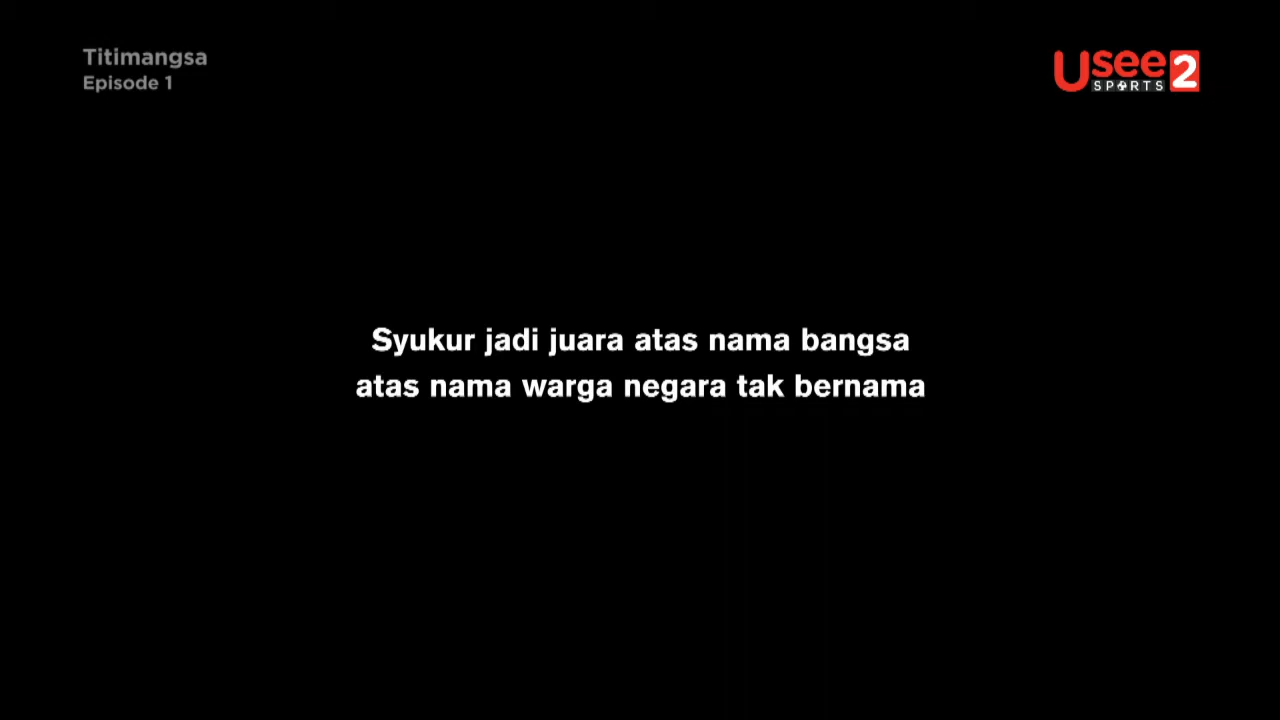 Titimangsa
Episode 1
Usee 2
SPORTS
Syukur jadi juara atas nama bangsa
atas nama warga negara tak bernama